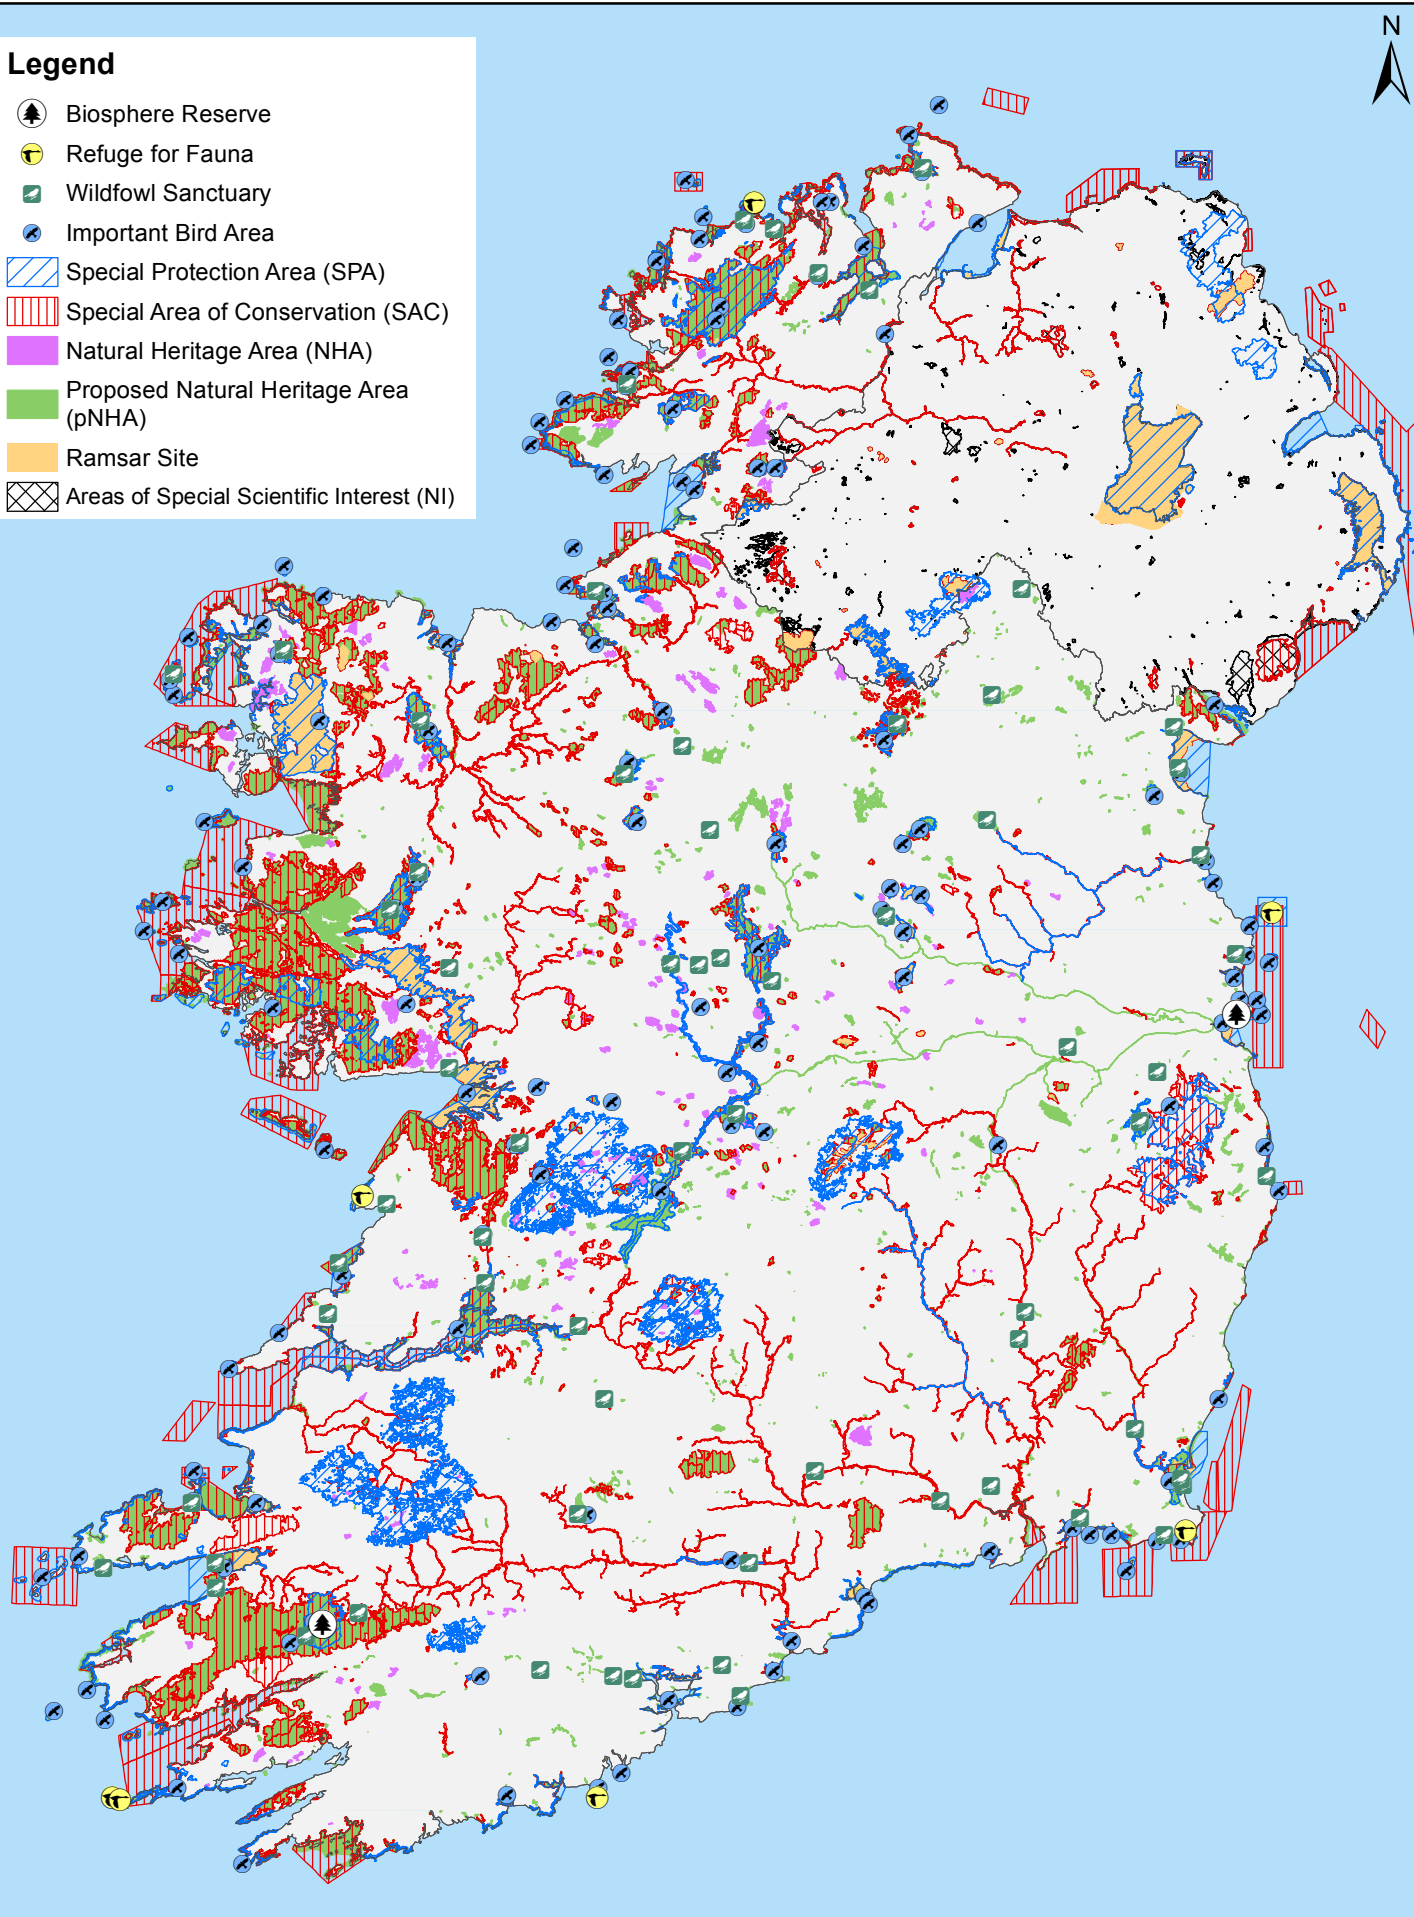 N
Legend
Biosphere Reserve
Refuge for Fauna
Wildfowl Sanctuary
Important Bird Area
Special Protection Area (SPA)
Special Area of Conservation (SAC)
Natural Heritage Area (NHA)
Proposed Natural Heritage Area
(pNHA)
Ramsar Site
Areas of Special Scientific Interest (NI)